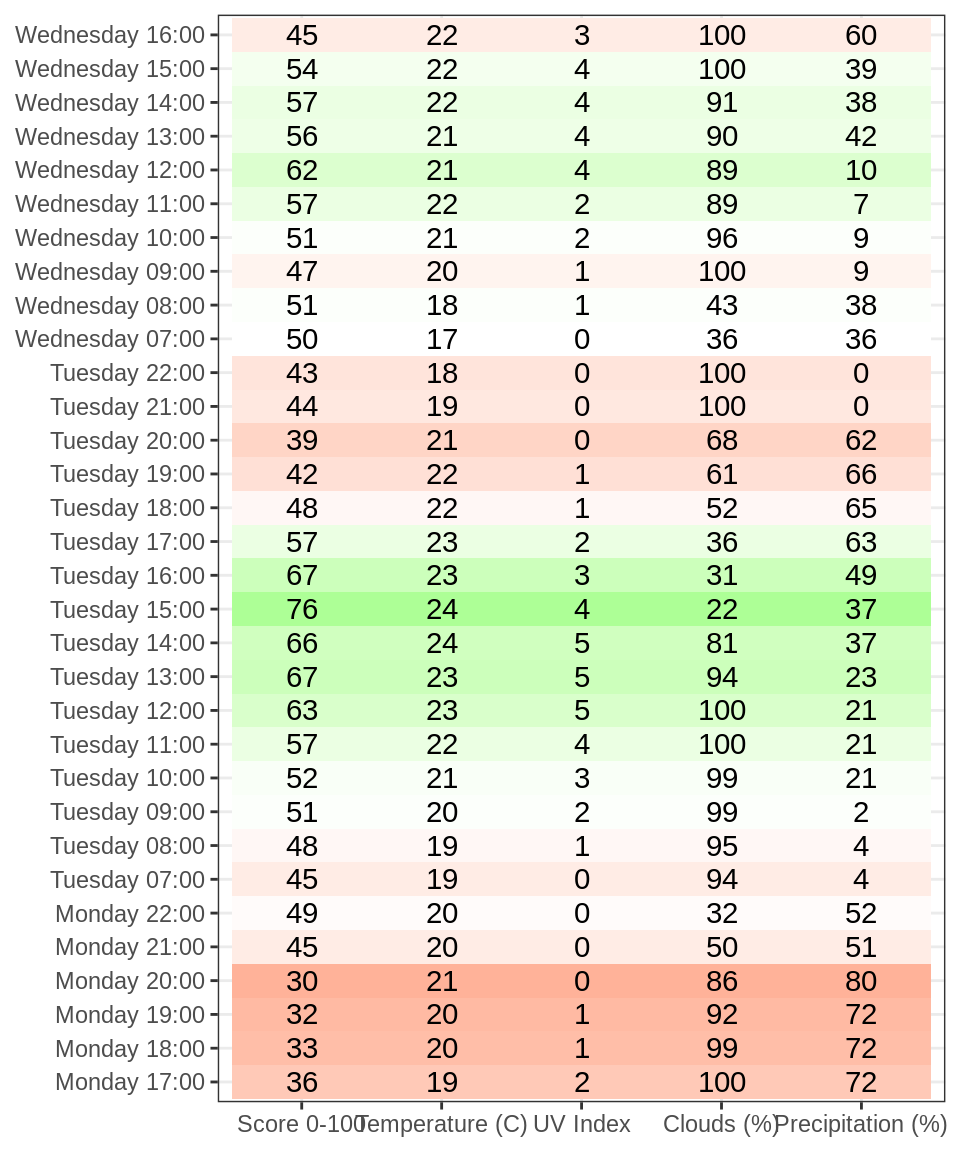 Wednesday 16:00 45 22 3 100 60
Wednesday 15:00 54 22 4 100 39
Wednesday 14:00 57 22 4 91 38
Wednesday 13:00 56 21 4 90 42
Wednesday 12:00 62 21 4 89 10
Wednesday 11:00 57 22 2 89 7
Wednesday 10:00 51 21 2 96 9
Wednesday 09:00 47 20 1 100 9
Wednesday 08:00 51 18 1 43 38
Wednesday 07:00 50 17 0 36 36
Tuesday 22:00 43 18 0 100 0
Tuesday 21:00 44 19 0 100 0
Tuesday 20:00 39 21 0 68 62
Tuesday 19:00 42 22 1 61 66
Tuesday 18:00 48 22 1 52 65
Tuesday 17:00 57 23 2 36 63
Tuesday 16:00 67 23 3 31 49
Tuesday 15:00 76 24 4 22 37
Tuesday 14:00 66 24 5 81 37
Tuesday 13:00 67 23 5 94 23
Tuesday 12:00 63 23 5 100 21
Tuesday 11:00 57 22 4 100 21
Tuesday 10:00 52 21 3 99 21
Tuesday 09:00 51 20 2 99 2
Tuesday 08:00 48 19 1 95 4
Tuesday 07:00 45 19 0 94 4
Monday 22:00 49 20 0 32 52
Monday 21:00 45 20 0 50 51
Monday 20:00 30 21 0 86 80
Monday 19:00 32 20 1 92 72
Monday 18:00 33 20 1 99 72
Monday 17:00 36 19 2 100 72
Score 0-100 Temperature (C) UV Index Clouds (%) Precipitation (%)